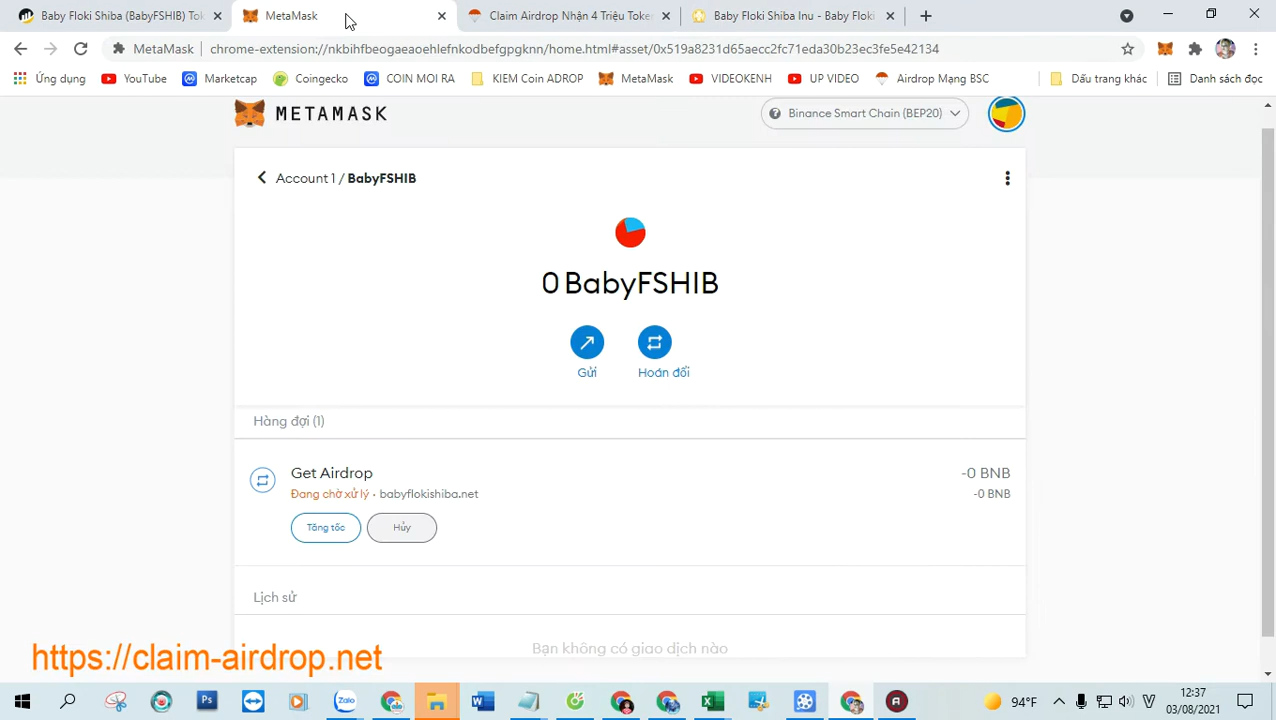 Baby Floki Shiba (BabyFSHIB) To
MetaMask
Claim Airdrop Nhận 4 Triệu Toke
Baby Floki Shiba Inu - Baby Floki
MetaMask
chrome-extension://nkbihfbeogaeaoehlefnkodbefgpgknn/home.html#asset/0x519a8231d65aecc2fc71eda30b23ec3fe5e42134
Ứng dụng
YouTube
Marketcap
Coingecko
COIN MOI RA
KIEM Coin ADROP
MetaMask
VIDEOKENH
UP VIDEO
Airdrop Mạng BSC
Dấu trang khác
Danh sách đọc
METAMASK
Binance Smart Chain (BEP20)
Account 1 / BabyFSHIB
0 BabyFSHIB
Gửi
Hoán đổi
Hàng đợi (1)
Get Airdrop
-0 BNB
Đang chờ xử lý · babyflokishiba.net
-0 BNB
Tăng tốc
Hủy
Lịch sử
Bạn không có giao dịch nào
https://claim-airdrop.net
Zalo
94°F
12:37
03/08/2021